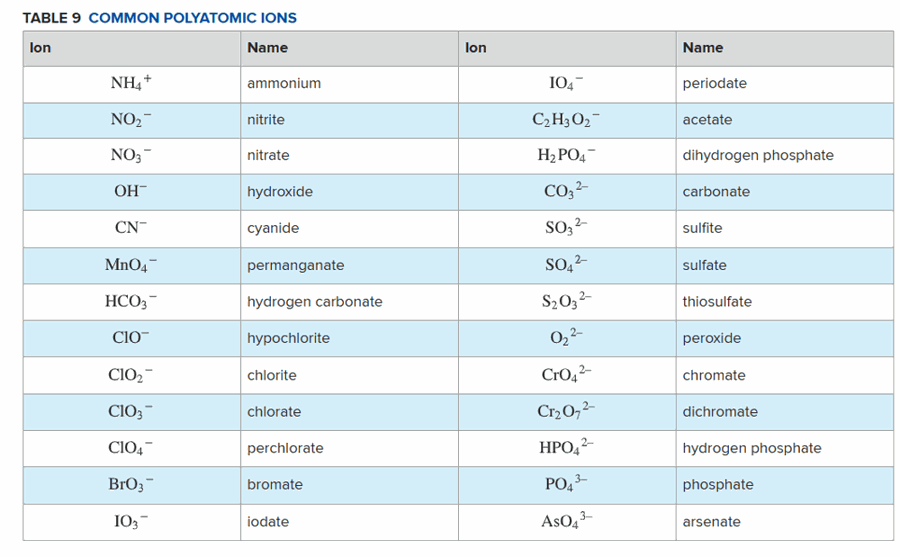 TABLE 9 COMMON POLYATOMIC IONS
Ion Name Ion Name
NH₄⁺ ammonium IO₄⁻ periodate
NO₂⁻ nitrite C₂H₃O₂⁻ acetate
NO₃⁻ nitrate H₂PO₄⁻ dihydrogen phosphate
OH⁻ hydroxide CO₃²⁻ carbonate
CN⁻ cyanide SO₃²⁻ sulfite
MnO₄⁻ permanganate SO₄²⁻ sulfate
HCO₃⁻ hydrogen carbonate S₂O₃²⁻ thiosulfate
ClO⁻ hypochlorite O₂²⁻ peroxide
ClO₂⁻ chlorite CrO₄²⁻ chromate
ClO₃⁻ chlorate Cr₂O₇²⁻ dichromate
ClO₄⁻ perchlorate HPO₄²⁻ hydrogen phosphate
BrO₃⁻ bromate PO₄³⁻ phosphate
IO₃⁻ iodate AsO₄³⁻ arsenate